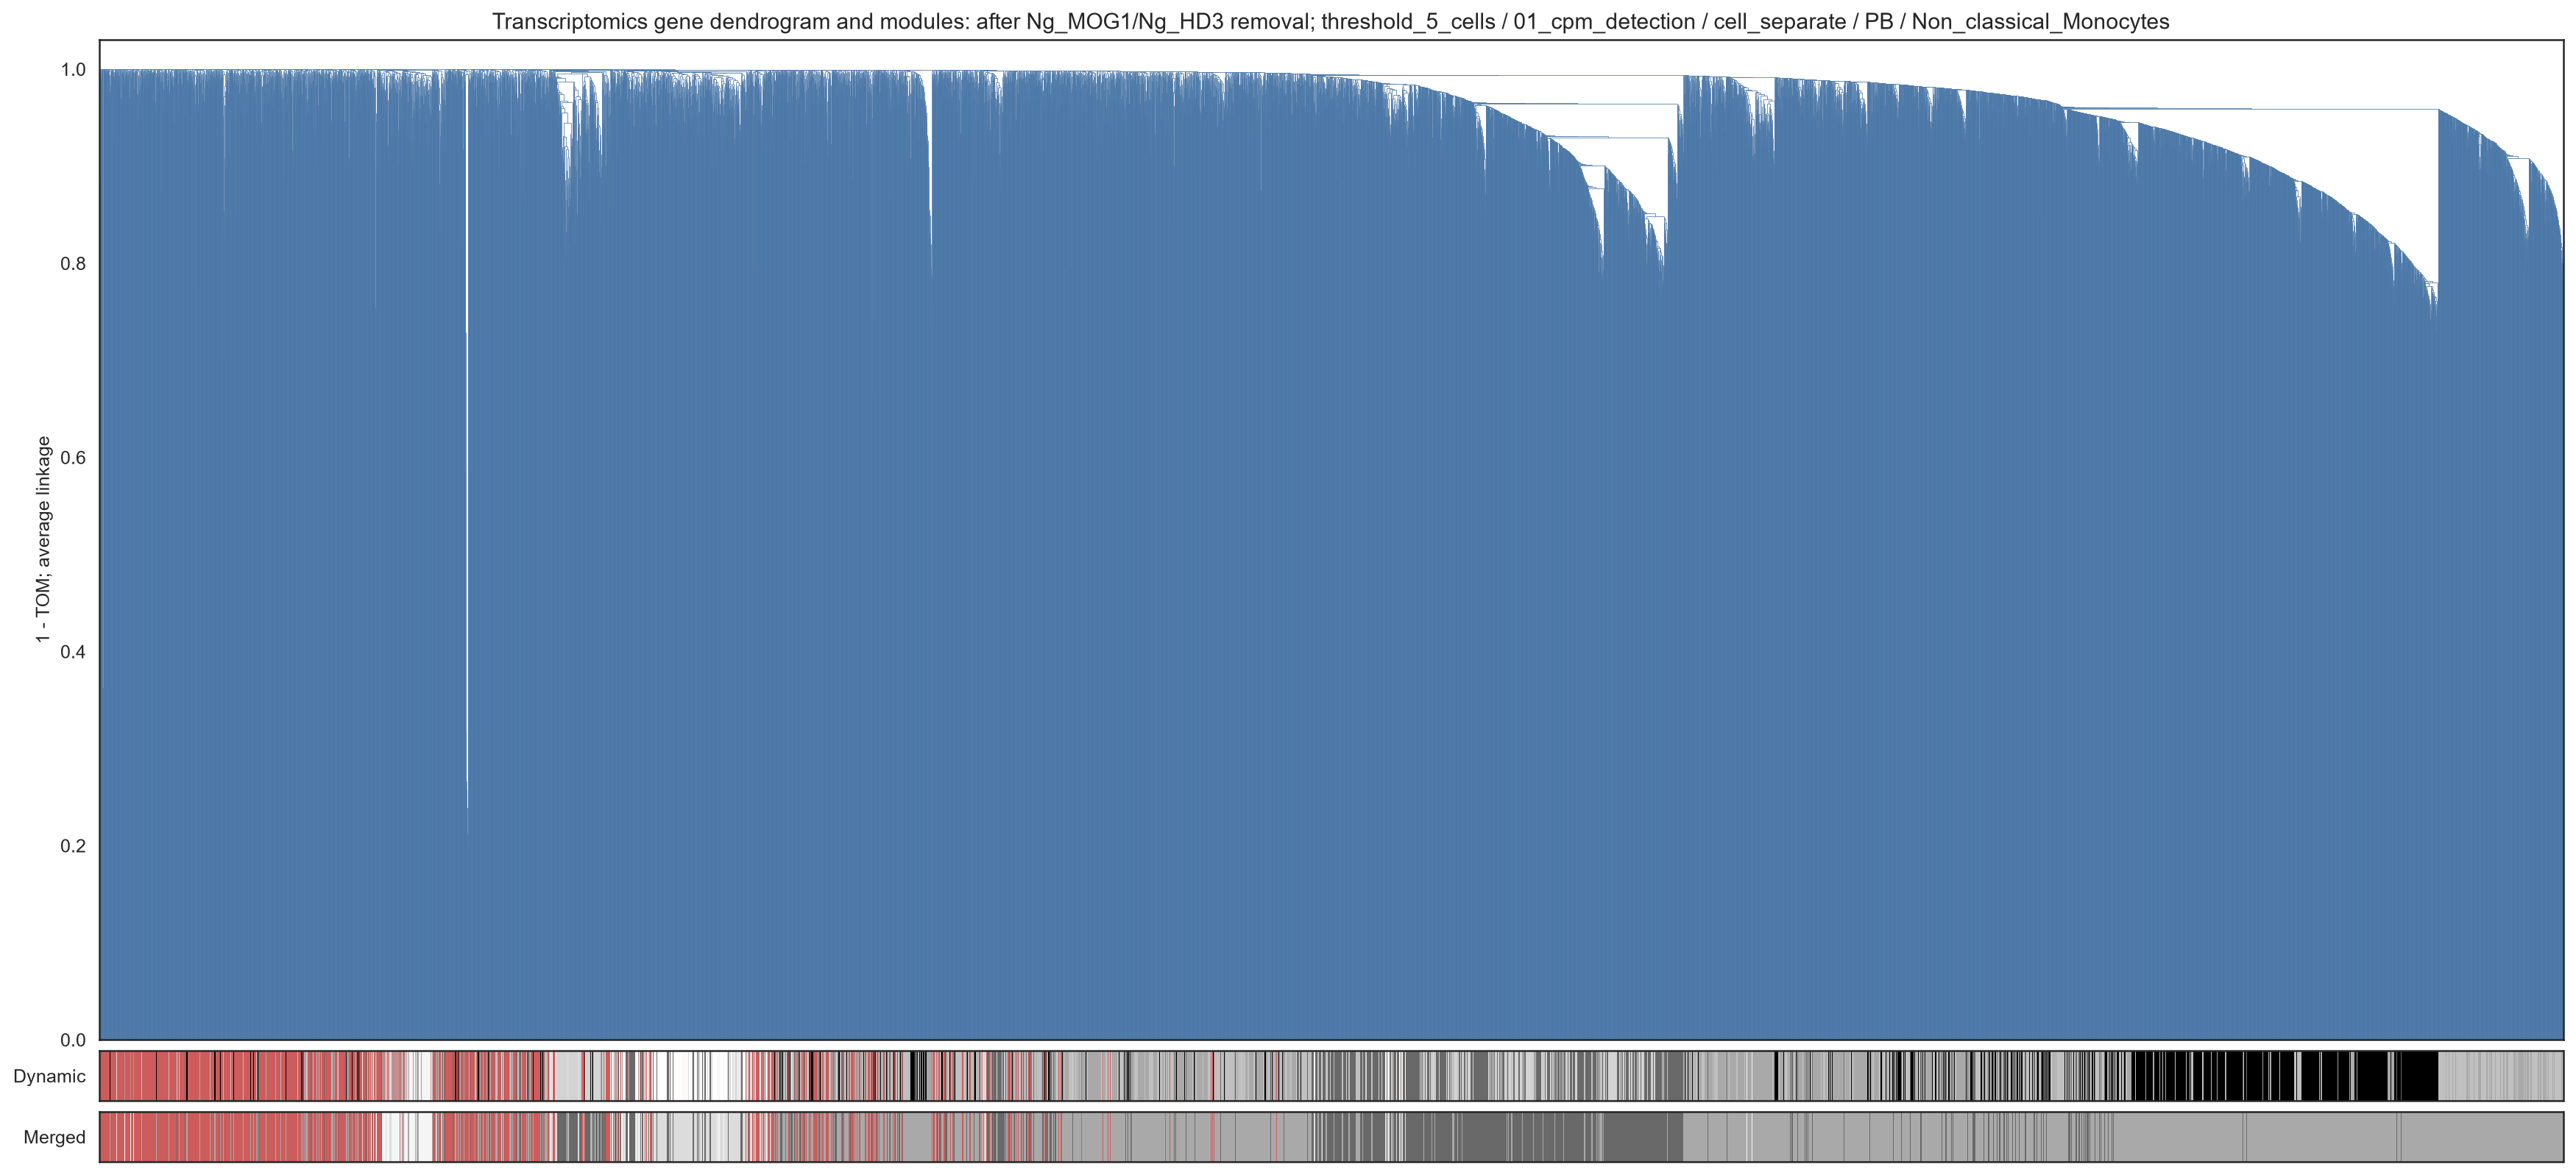 Transcriptomics gene dendrogram and modules: after Ng_MOG1/Ng_HD3 removal; threshold_5_cells / 01_cpm_detection / cell_separate / PB / Non_classical_Monocytes
1.0
0.8
0.6
1 - TOM; average linkage
0.4
0.2
0.0
Dynamic
Merged